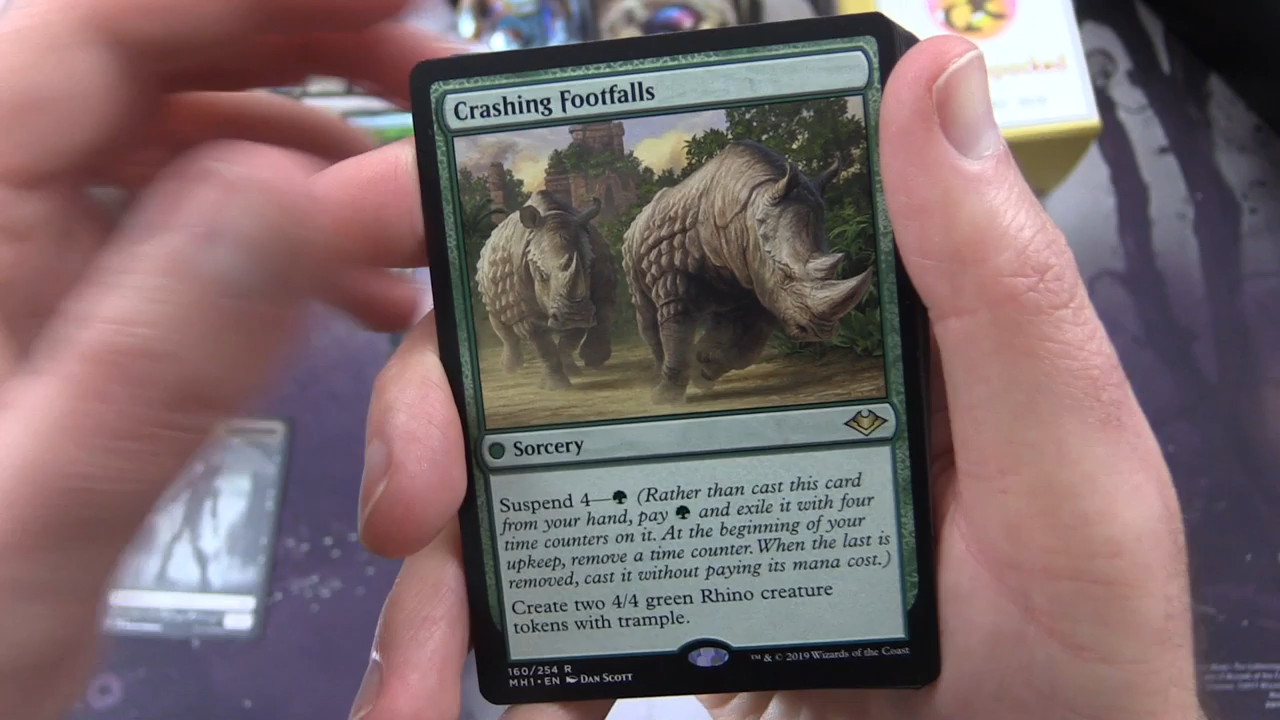 Crashing Footfalls
Sorcery
Suspend 4— (Rather than cast this card
from your hand, pay and exile it with four
time counters on it. At the beginning of your
upkeep, remove a time counter. When the last is
removed, cast it without paying its mana cost.)
Create two 4/4 green Rhino creature
tokens with trample.
160/254 R
MH1 • EN Dan Scott
™ & © 2019 Wizards of the Coast